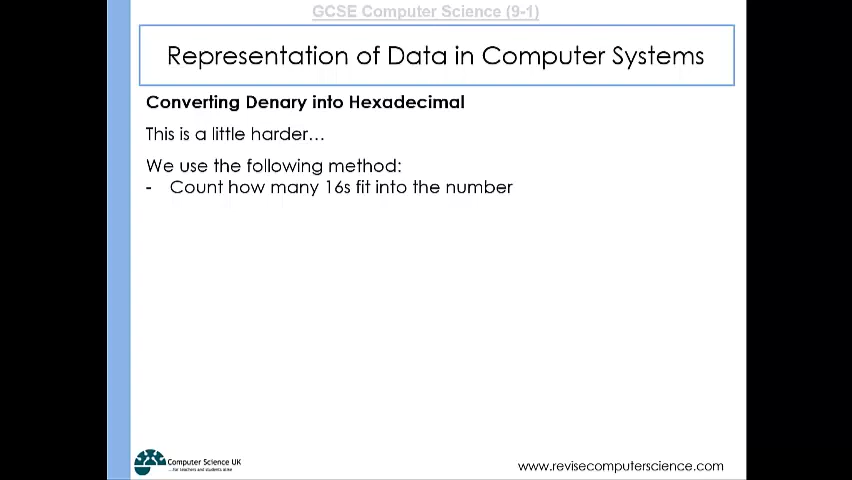 GCSE Computer Science (9-1)
Representation of Data in Computer Systems
Converting Denary into Hexadecimal
This is a little harder…
We use the following method:
- Count how many 16s fit into the number
Computer Science UK
...for teachers and students alike
www.revisecomputerscience.com